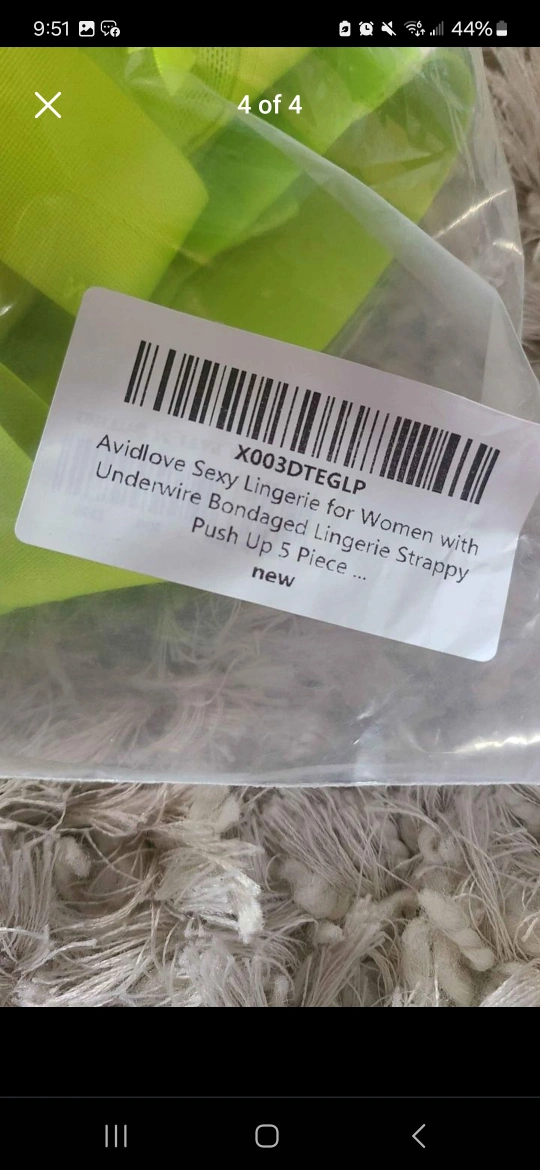 9:51
44%
4 of 4
X003DTEGLP
Avidlove Sexy Lingerie for Women with
Underwire Bondaged Lingerie Strappy
Push Up 5 Piece ...
new